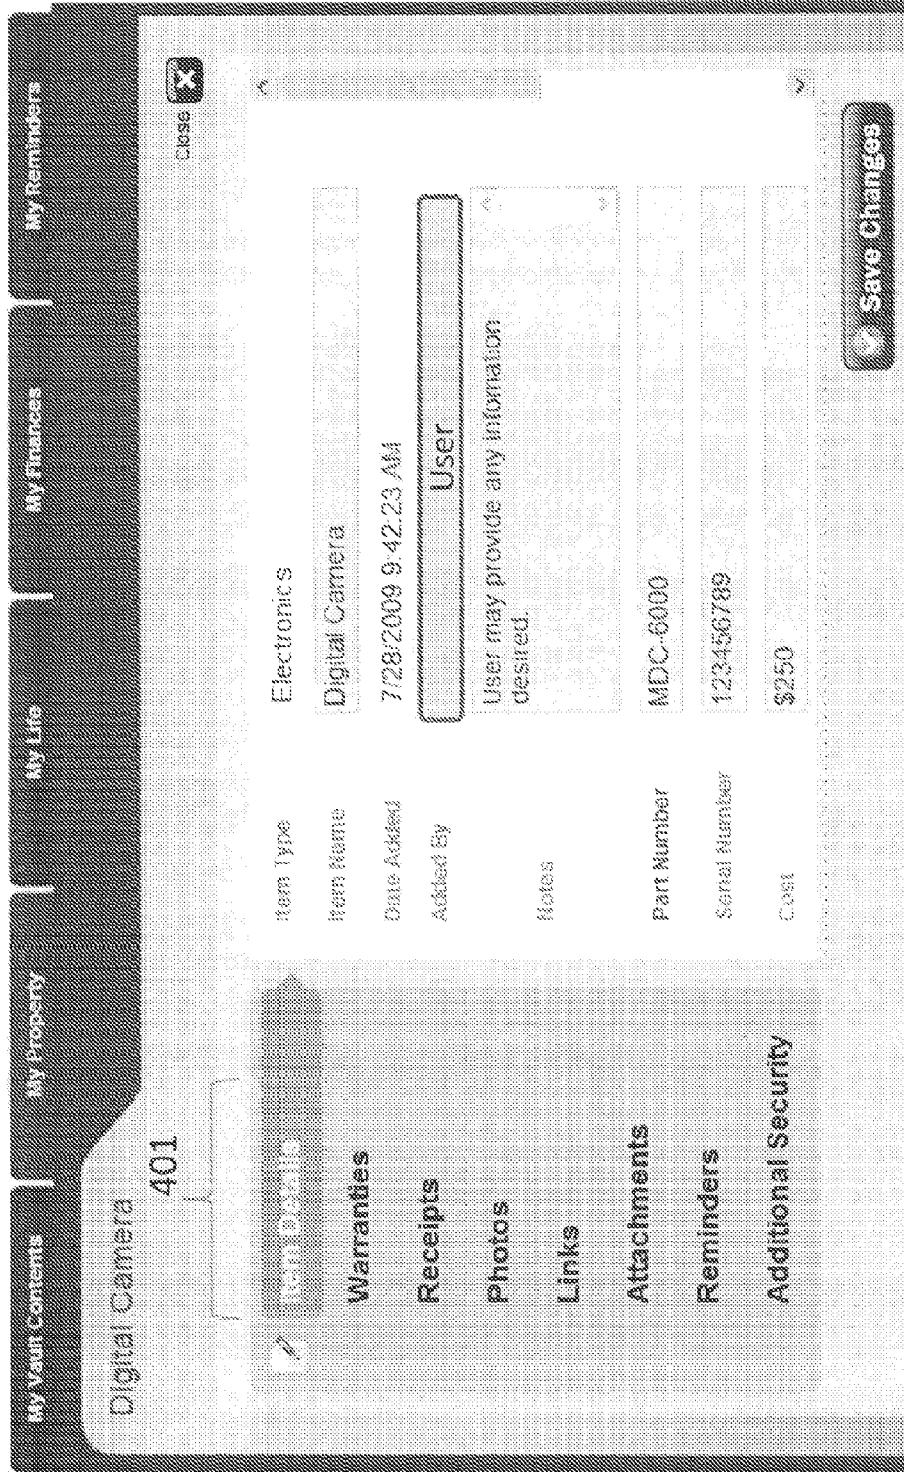 My Vault Contents
My Property
My Life
My Finances
My Reminders
Digital Camera
401
Close X
Item Details
Warranties
Receipts
Photos
Links
Attachments
Reminders
Additional Security
Item Type Electronics
Item Name Digital Camera
Date Added 7/28/2009 9:42:23 AM
Added By User
Notes User may provide any infomation
desired.
Part Number MDC-6000
Serial Number 123456789
Cost $250
Save Changes